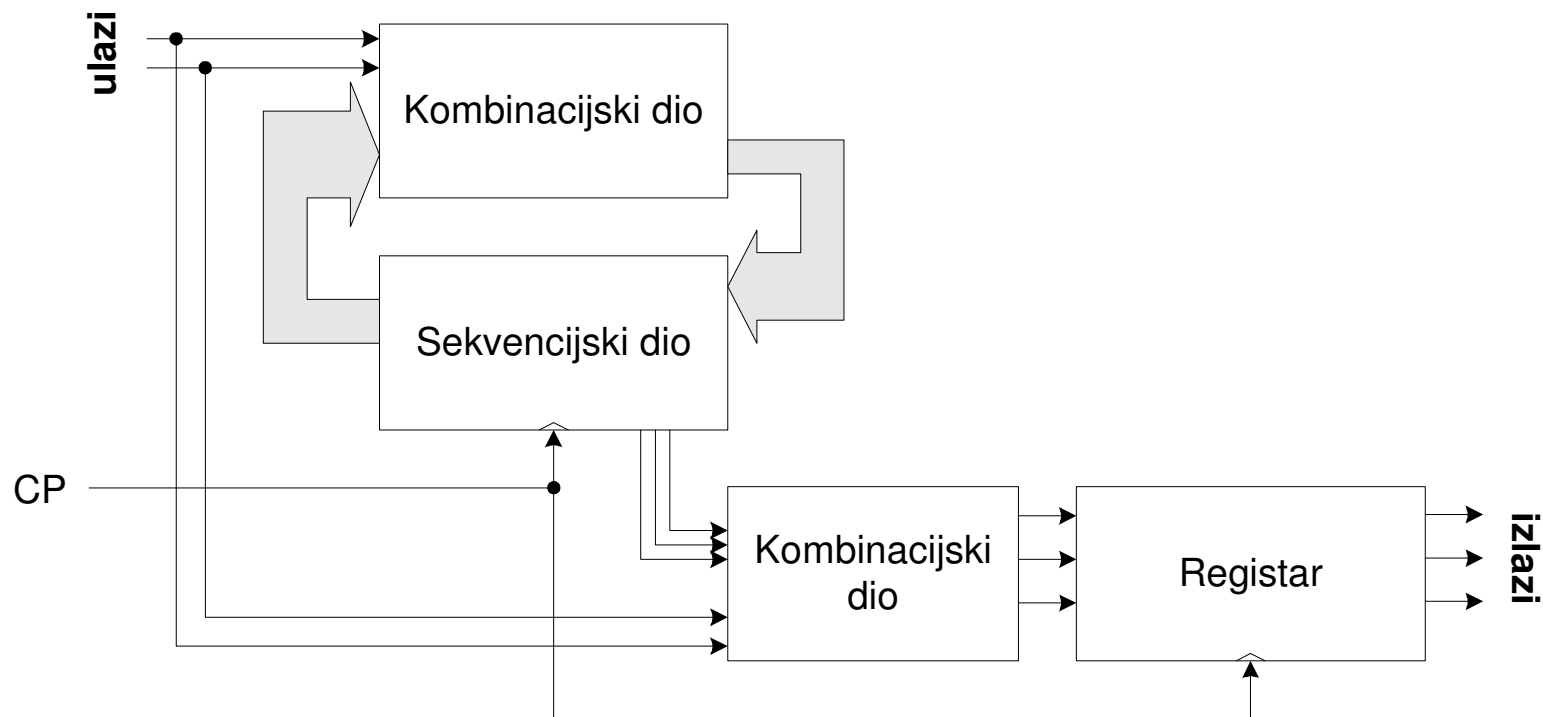 ulazi
Kombinacijski dio
Sekvencijski dio
CP
Kombinacijski
dio
Registar
izlazi